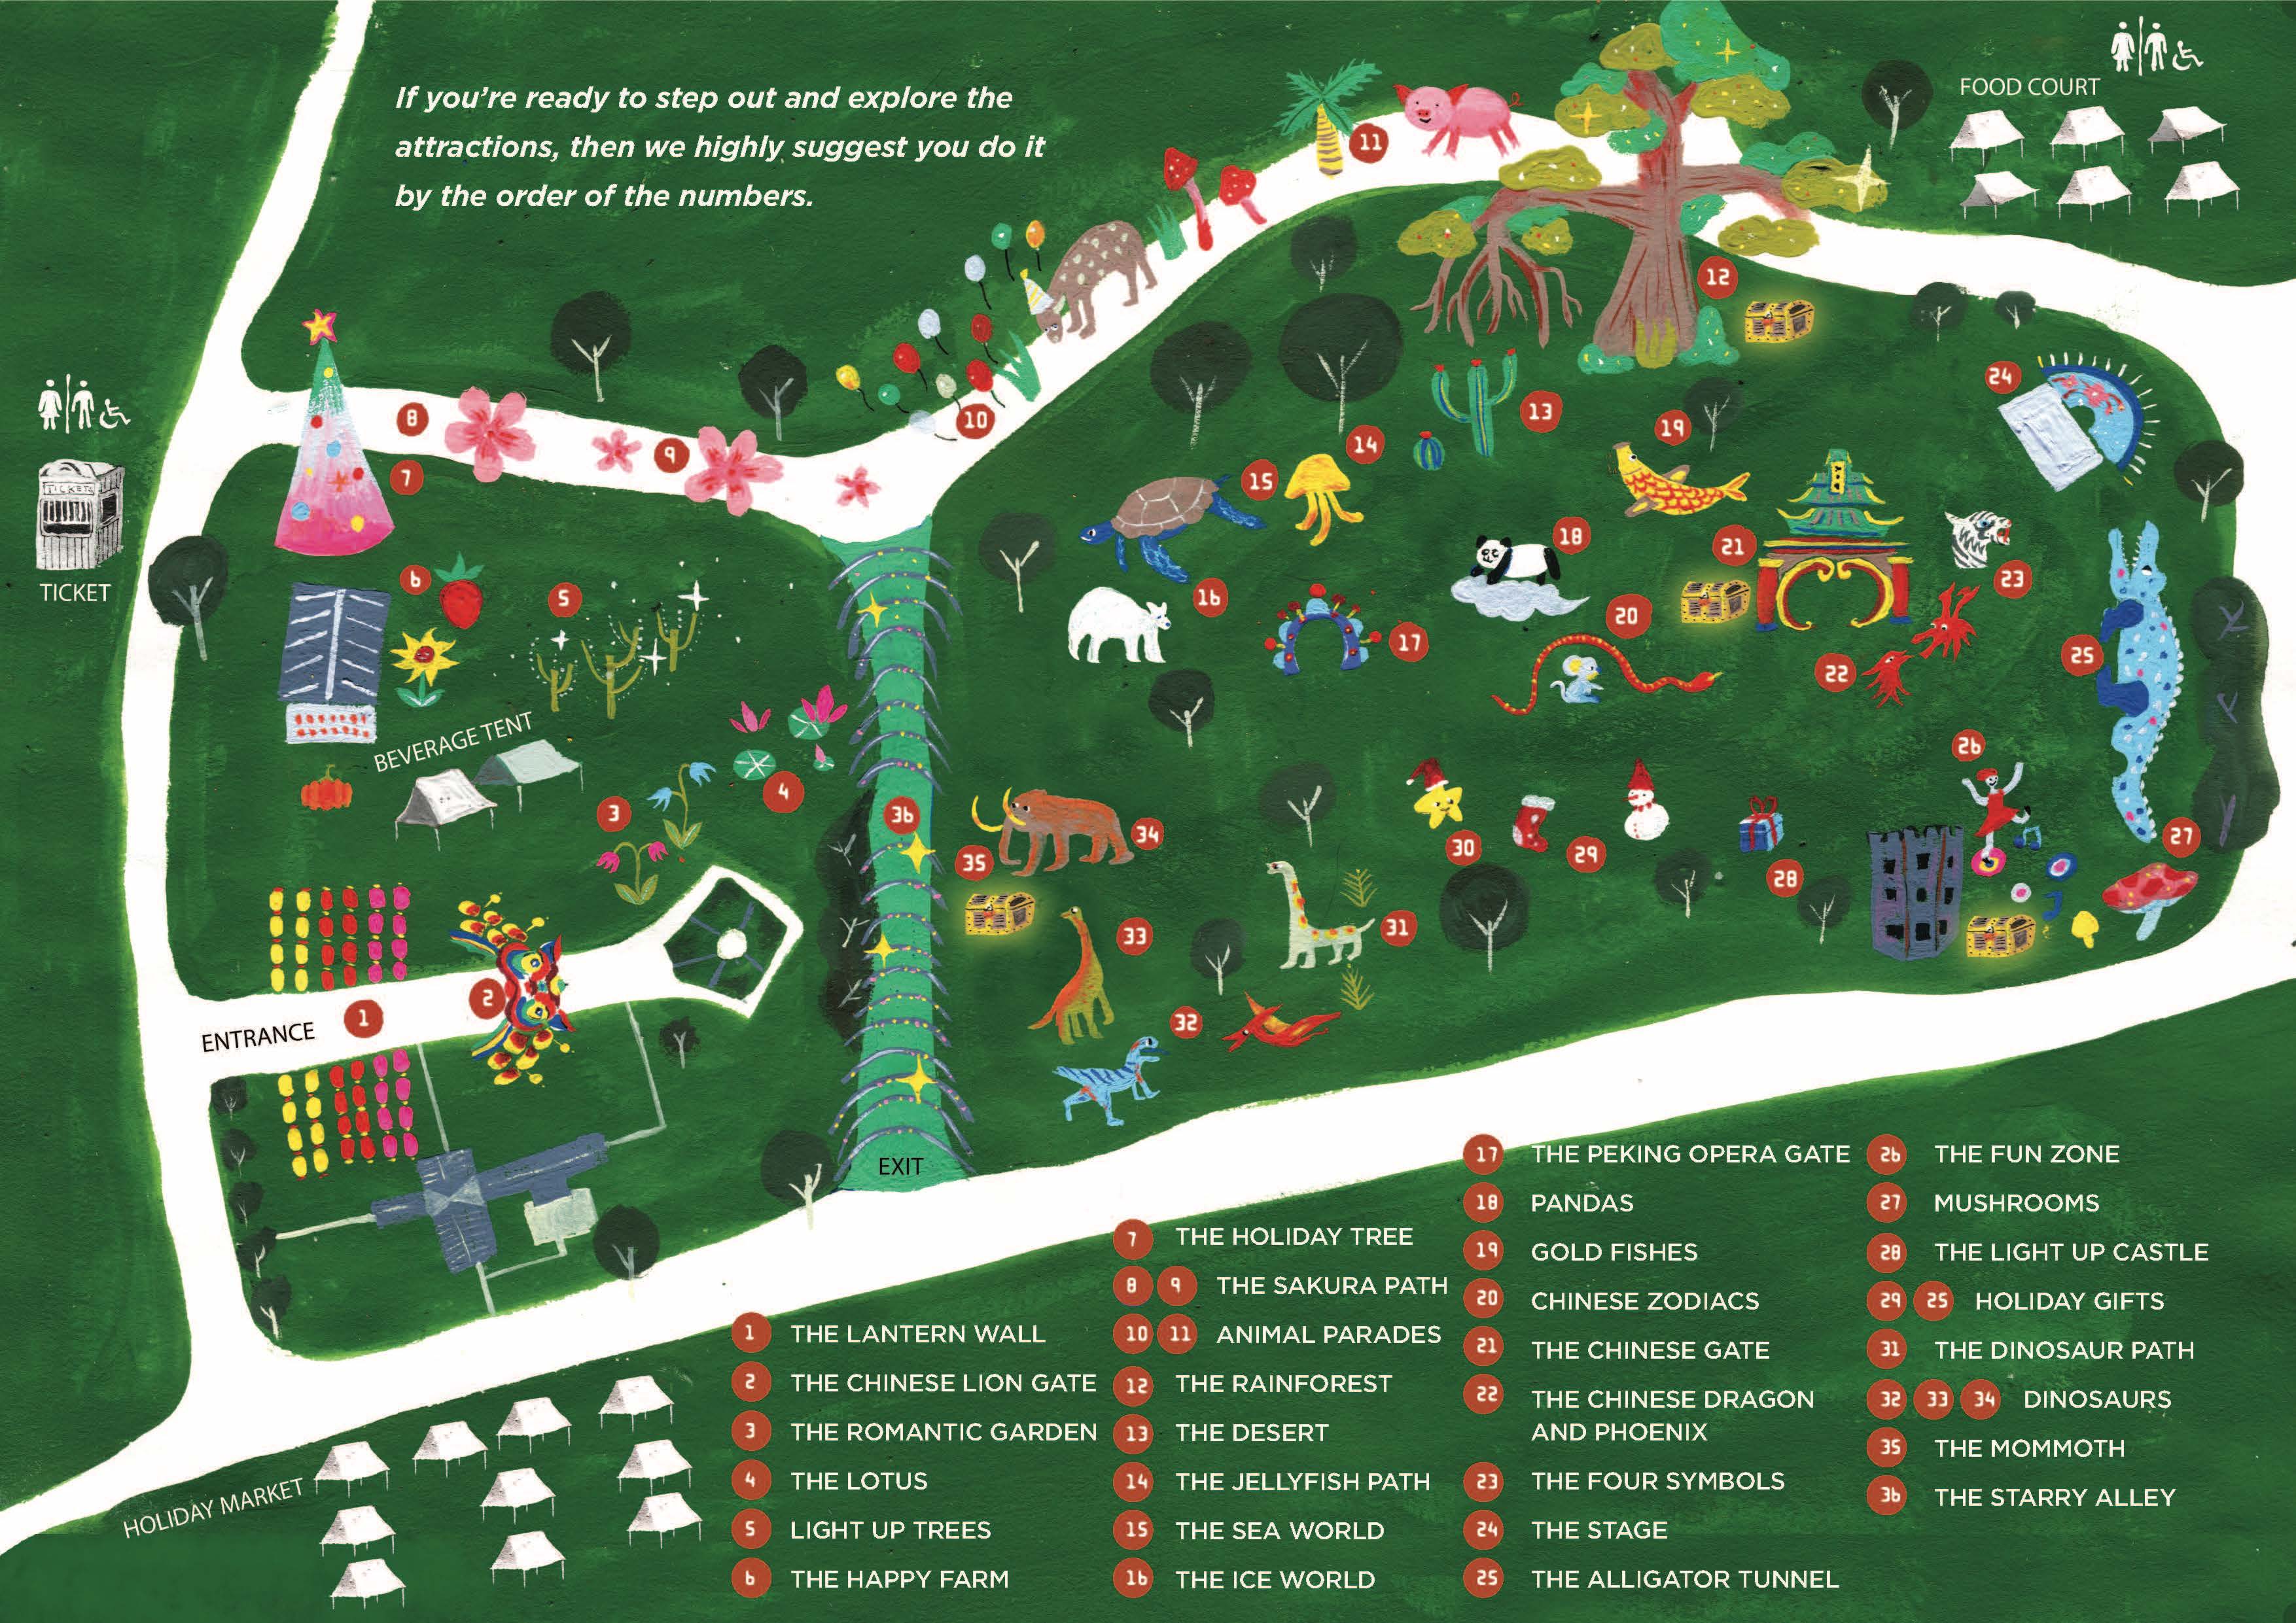 If you're ready to step out and explore the
attractions, then we highly suggest you do it
by the order of the numbers.
FOOD COURT
11
12
10
24
8
9
7
13
19
14
15
TICKETS
TICKET
6
5
18
21
23
16
20
17
22
25
BEVERAGE TENT
3
4
26
36
34
35
30
29
27
28
33
31
2
1
ENTRANCE
32
EXIT
HOLIDAY MARKET
1 THE LANTERN WALL
2 THE CHINESE LION GATE
3 THE ROMANTIC GARDEN
4 THE LOTUS
5 LIGHT UP TREES
6 THE HAPPY FARM
7 THE HOLIDAY TREE
8 9 THE SAKURA PATH
10 11 ANIMAL PARADES
12 THE RAINFOREST
13 THE DESERT
14 THE JELLYFISH PATH
15 THE SEA WORLD
16 THE ICE WORLD
17 THE PEKING OPERA GATE
18 PANDAS
19 GOLD FISHES
20 CHINESE ZODIACS
21 THE CHINESE GATE
22 THE CHINESE DRAGON
AND PHOENIX
23 THE FOUR SYMBOLS
24 THE STAGE
25 THE ALLIGATOR TUNNEL
26 THE FUN ZONE
27 MUSHROOMS
28 THE LIGHT UP CASTLE
29 25 HOLIDAY GIFTS
31 THE DINOSAUR PATH
32 33 34 DINOSAURS
35 THE MOMMOTH
36 THE STARRY ALLEY